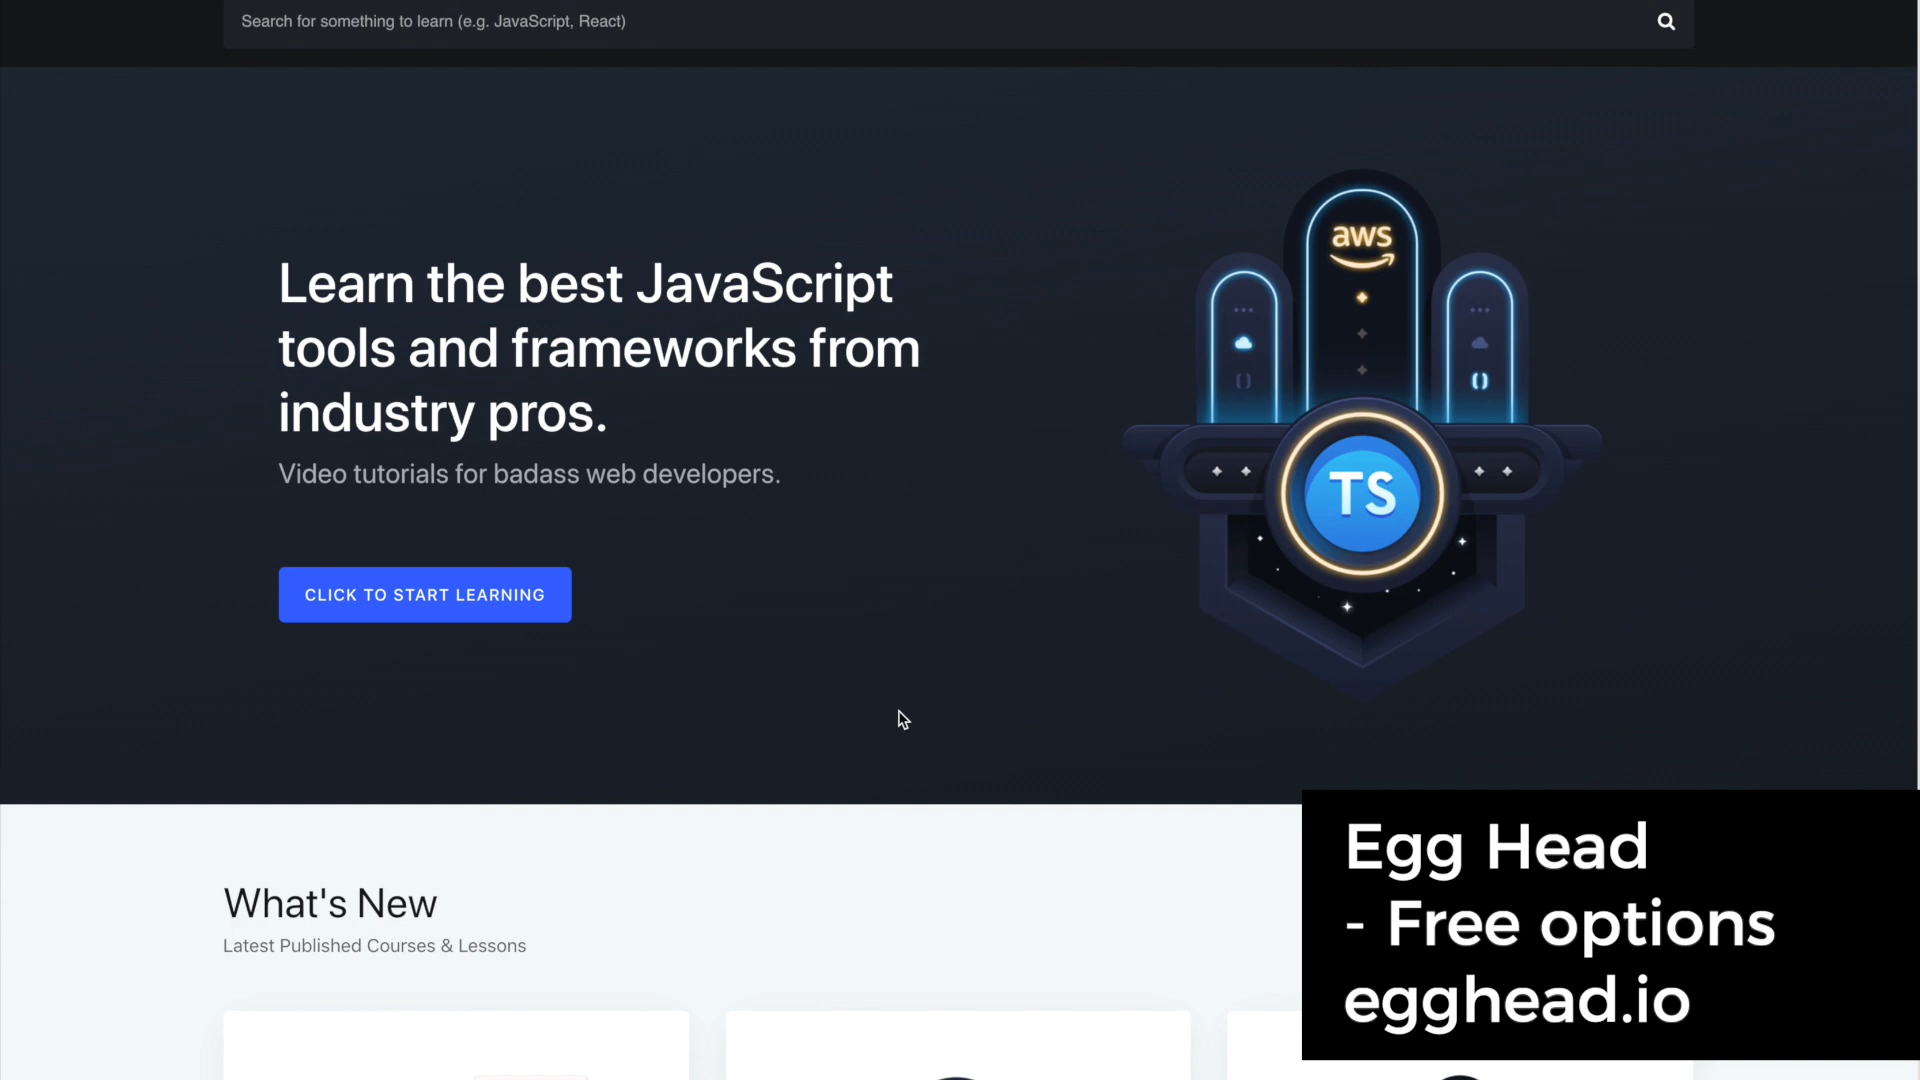 Search for something to learn (e.g. JavaScript, React)
Learn the best JavaScript
tools and frameworks from
industry pros.
Video tutorials for badass web developers.
CLICK TO START LEARNING
aws
TS
What's New
Latest Published Courses & Lessons
Egg Head
- Free options
egghead.io